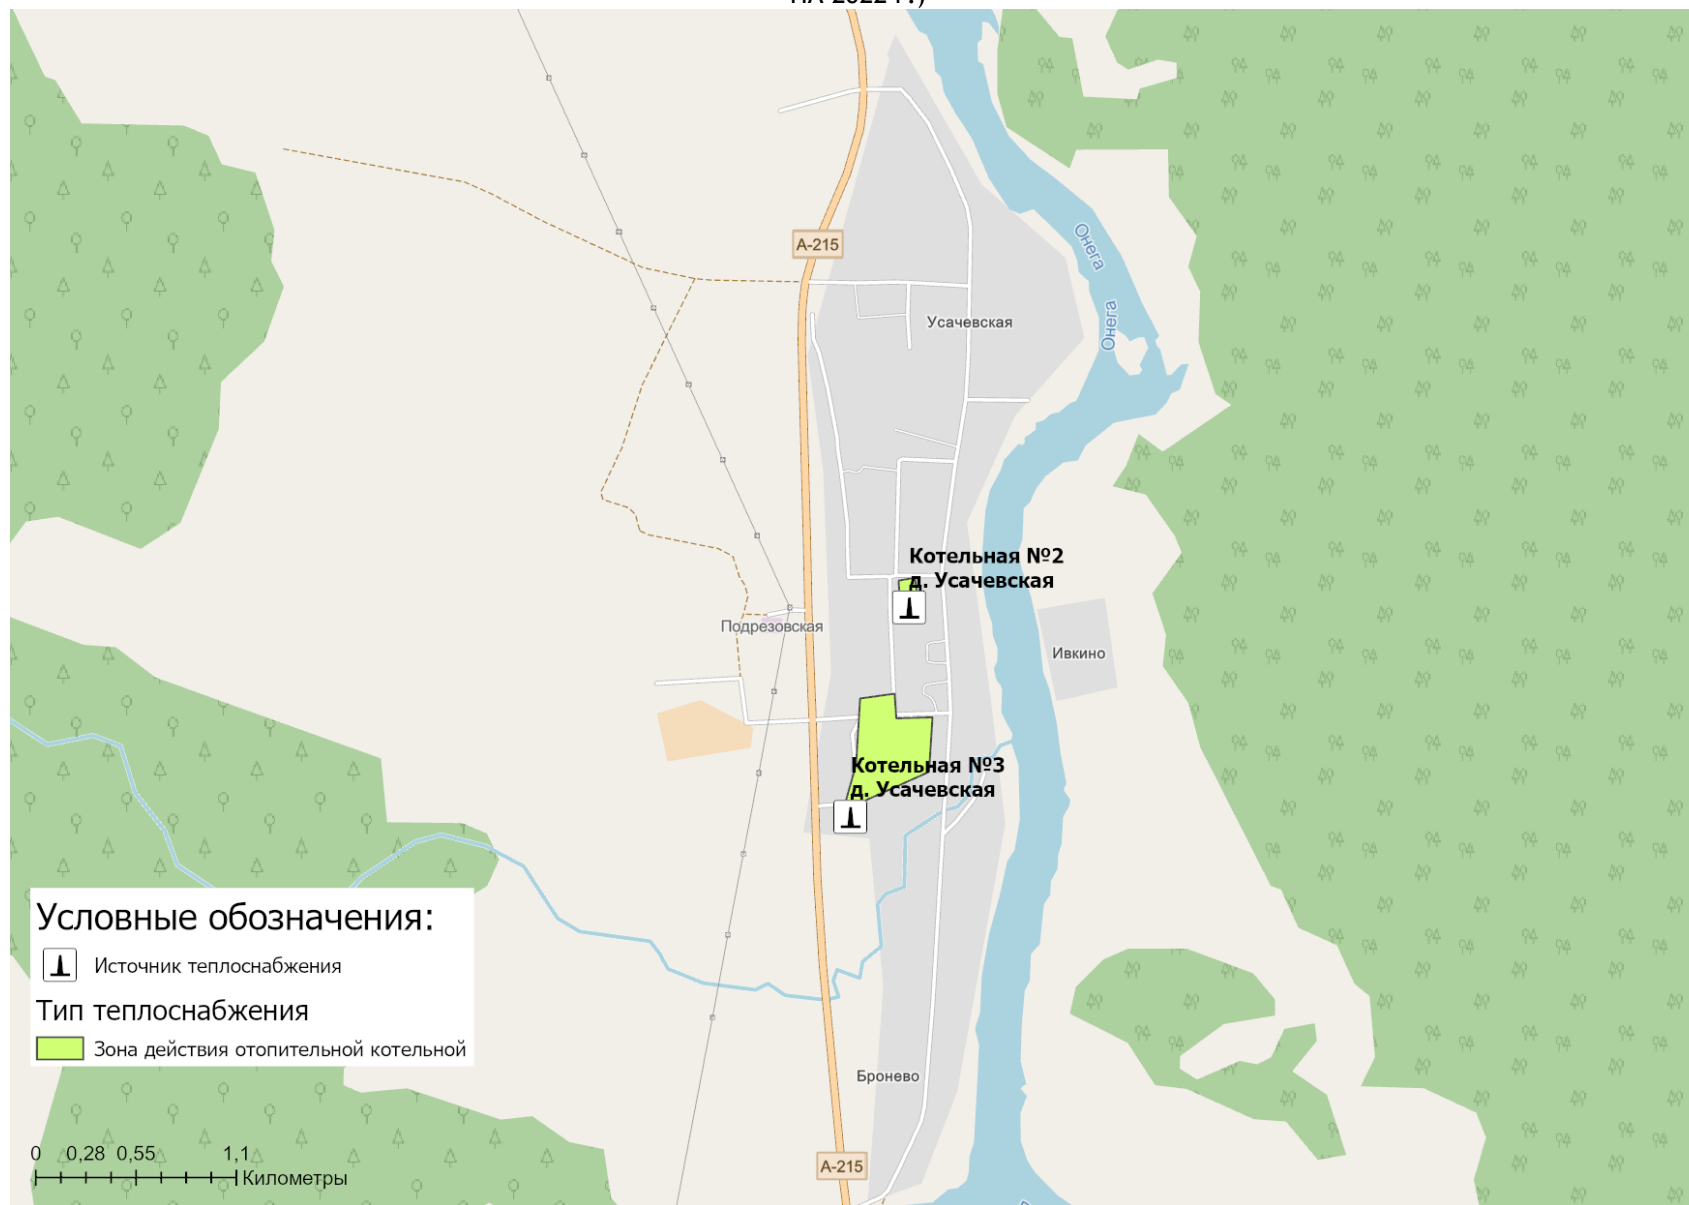 А-215
Онега
Онега
Усачевская
Котельная №2
д. Усачевская
Подрезовская
Ивкино
Котельная №3
д. Усачевская
Условные обозначения:
Источник теплоснабжения
Тип теплоснабжения
Зона действия отопительной котельной
Бронево
0 0,28 0,55 1,1
Километры
А-215